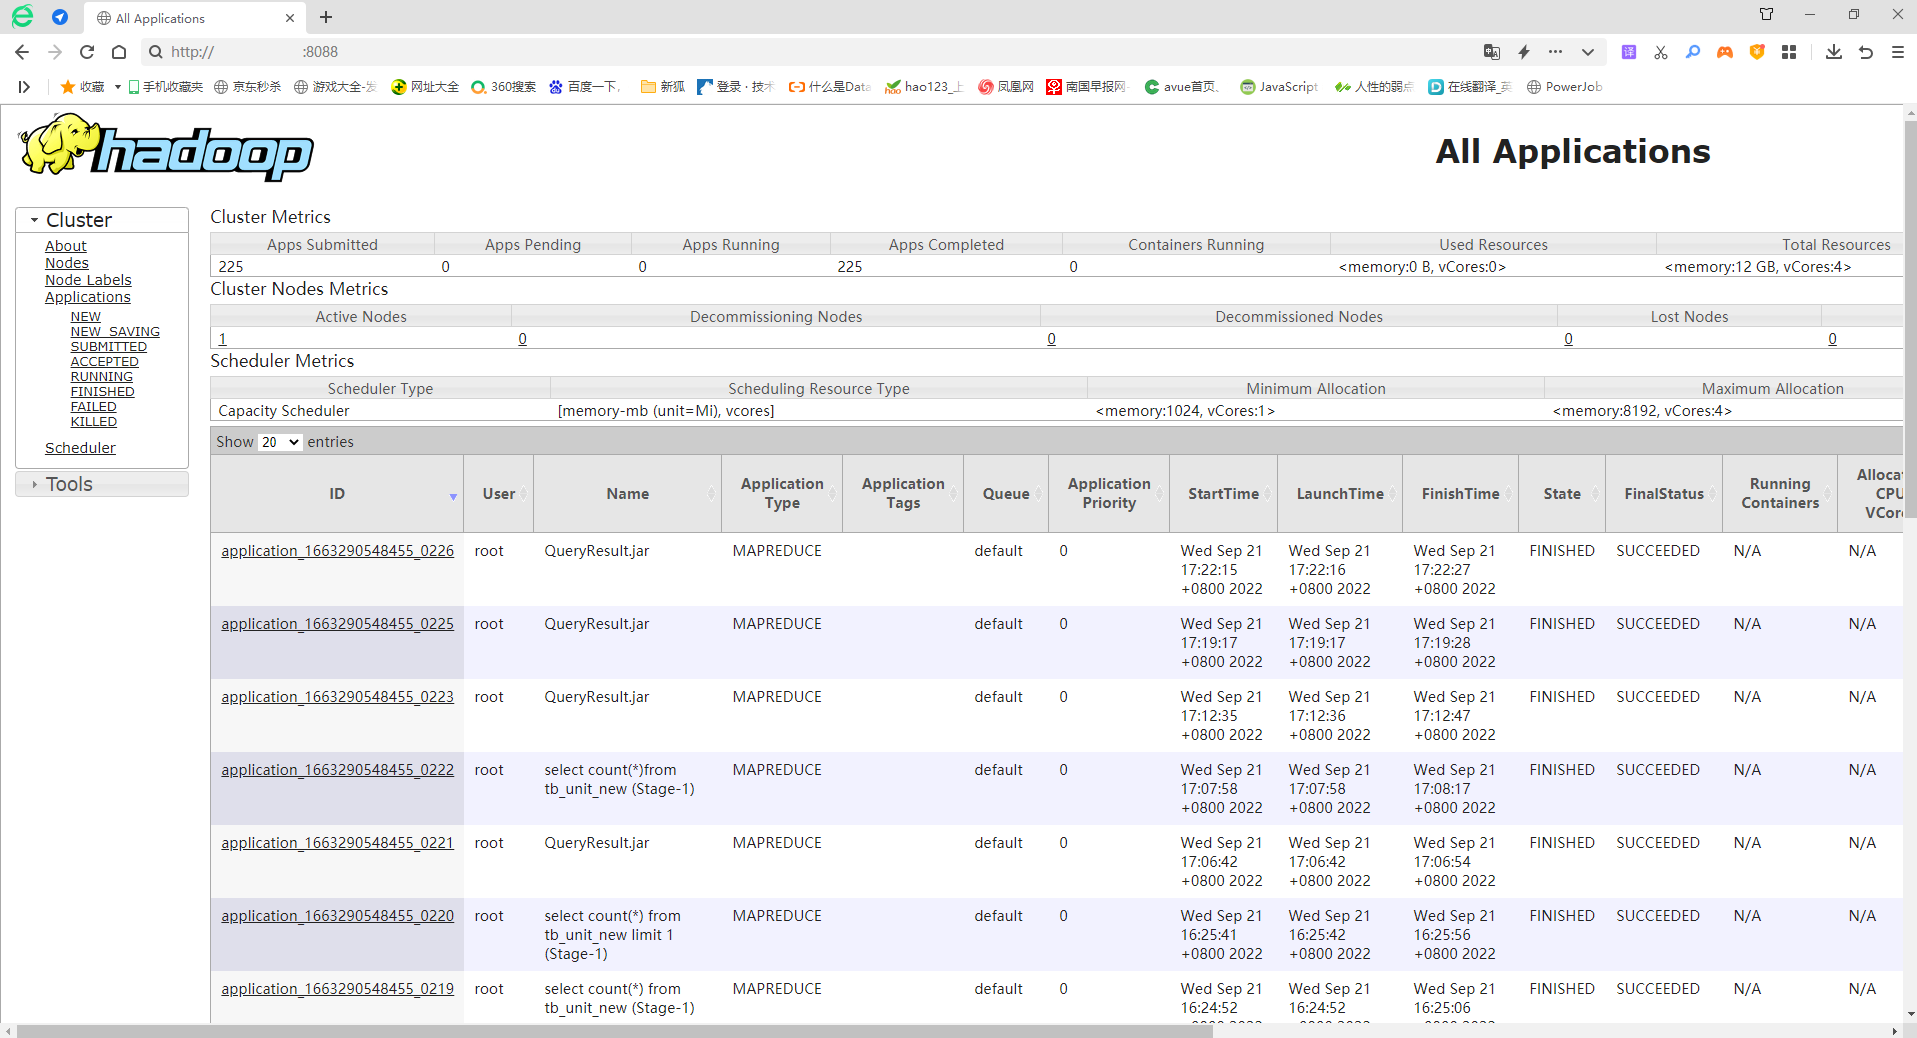 All Applications
http:// :8088
收藏 手机收藏夹 京东秒杀 游戏大全-发 网址大全 360搜索 百度一下, 新狐 登录 · 技术 什么是Data hao123_上 凤凰网 南国早报网- avue首页、 JavaScript 人性的弱点 在线翻译_英 PowerJob
hadoop
All Applications
Cluster
About
Nodes
Node Labels
Applications
NEW
NEW_SAVING
SUBMITTED
ACCEPTED
RUNNING
FINISHED
FAILED
KILLED
Scheduler
Tools
Cluster Metrics
Apps Submitted Apps Pending Apps Running Apps Completed Containers Running Used Resources Total Resources
225 0 0 225 0 <memory:0 B, vCores:0> <memory:12 GB, vCores:4>
Cluster Nodes Metrics
Active Nodes Decommissioning Nodes Decommissioned Nodes Lost Nodes
1 0 0 0 0
Scheduler Metrics
Scheduler Type Scheduling Resource Type Minimum Allocation Maximum Allocation
Capacity Scheduler [memory-mb (unit=Mi), vcores] <memory:1024, vCores:1> <memory:8192, vCores:4>
Show 20 entries
ID User Name Application Type Application Tags Queue Application Priority StartTime LaunchTime FinishTime State FinalStatus Running Containers Allocat CPU VCor
application_1663290548455_0226 root QueryResult.jar MAPREDUCE default 0 Wed Sep 21 Wed Sep 21 Wed Sep 21 FINISHED SUCCEEDED N/A N/A
17:22:15 17:22:16 17:22:27
+0800 2022 +0800 2022 +0800 2022
application_1663290548455_0225 root QueryResult.jar MAPREDUCE default 0 Wed Sep 21 Wed Sep 21 Wed Sep 21 FINISHED SUCCEEDED N/A N/A
17:19:17 17:19:17 17:19:28
+0800 2022 +0800 2022 +0800 2022
application_1663290548455_0223 root QueryResult.jar MAPREDUCE default 0 Wed Sep 21 Wed Sep 21 Wed Sep 21 FINISHED SUCCEEDED N/A N/A
17:12:35 17:12:36 17:12:47
+0800 2022 +0800 2022 +0800 2022
application_1663290548455_0222 root select count(*)from MAPREDUCE default 0 Wed Sep 21 Wed Sep 21 Wed Sep 21 FINISHED SUCCEEDED N/A N/A
tb_unit_new (Stage-1) 17:07:58 17:07:58 17:08:17
+0800 2022 +0800 2022 +0800 2022
application_1663290548455_0221 root QueryResult.jar MAPREDUCE default 0 Wed Sep 21 Wed Sep 21 Wed Sep 21 FINISHED SUCCEEDED N/A N/A
17:06:42 17:06:42 17:06:54
+0800 2022 +0800 2022 +0800 2022
application_1663290548455_0220 root select count(*) from MAPREDUCE default 0 Wed Sep 21 Wed Sep 21 Wed Sep 21 FINISHED SUCCEEDED N/A N/A
tb_unit_new limit 1 16:25:41 16:25:42 16:25:56
(Stage-1) +0800 2022 +0800 2022 +0800 2022
application_1663290548455_0219 root select count(*) from MAPREDUCE default 0 Wed Sep 21 Wed Sep 21 Wed Sep 21 FINISHED SUCCEEDED N/A N/A
tb_unit_new (Stage-1) 16:24:52 16:24:52 16:25:06